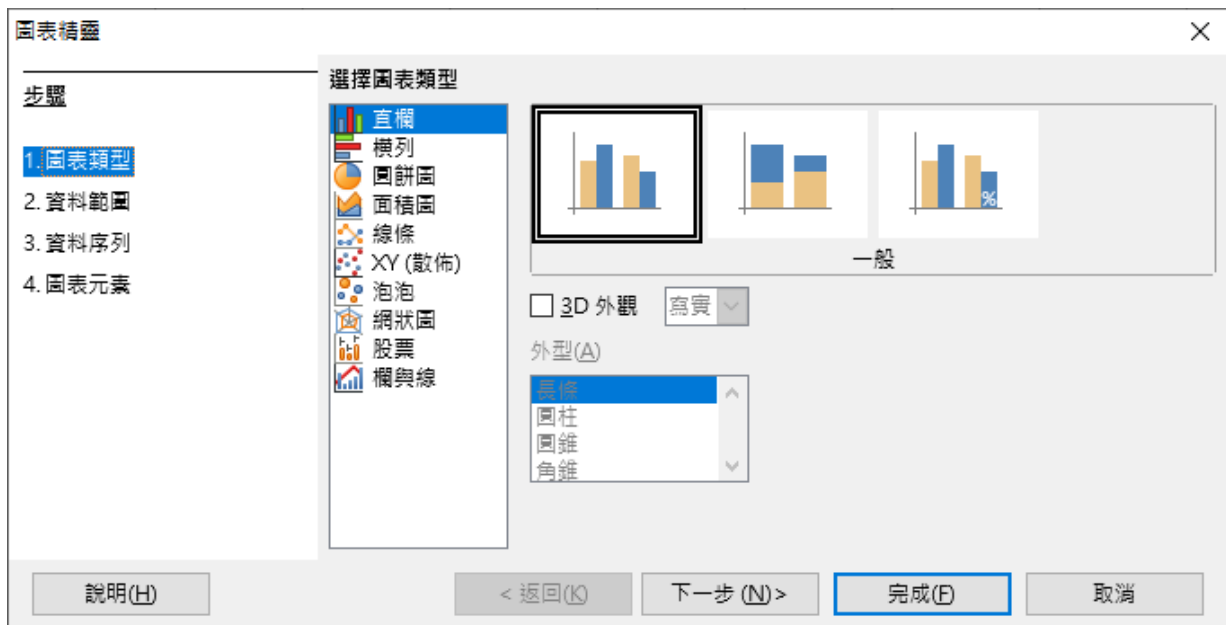 圖表精靈
步驟
1. 圖表類型
2. 資料範圍
3. 資料序列
4. 圖表元素
選擇圖表類型
直欄
橫列
圓餅圖
面積圖
線條
XY (散佈)
泡泡
網狀圖
股票
欄與線
%
一般
3D 外觀
寫實
外型(A)
長條
圓柱
圓錐
角錐
說明(H)
< 返回(K)
下一步 (N)>
完成(F)
取消